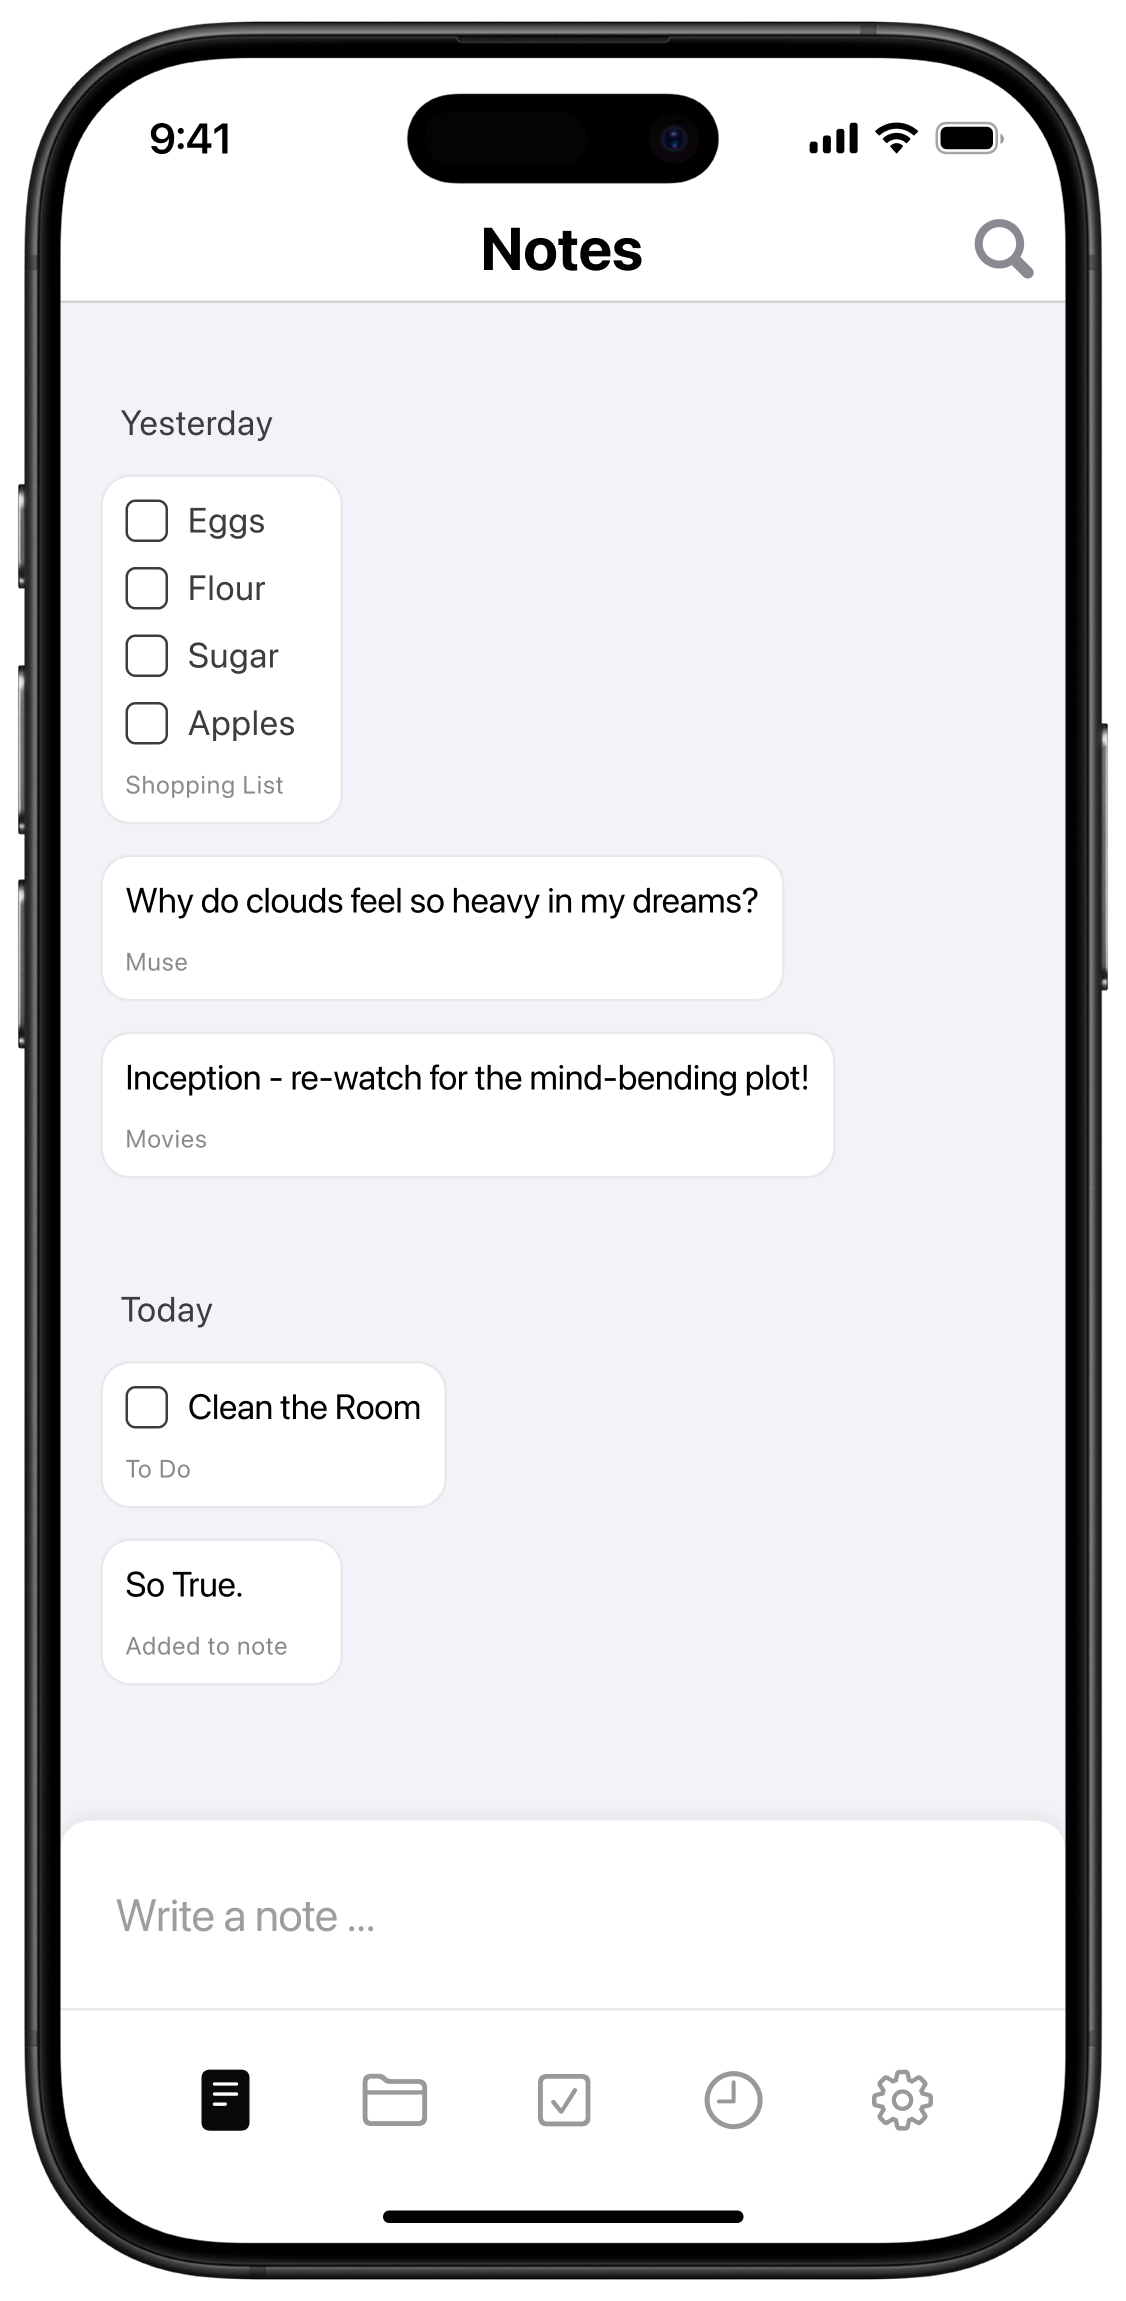 9:41
Notes
Yesterday
Eggs
Flour
Sugar
Apples
Shopping List
Why do clouds feel so heavy in my dreams?
Muse
Inception - re-watch for the mind-bending plot!
Movies
Today
Clean the Room
To Do
So True.
Added to note
Write a note ...